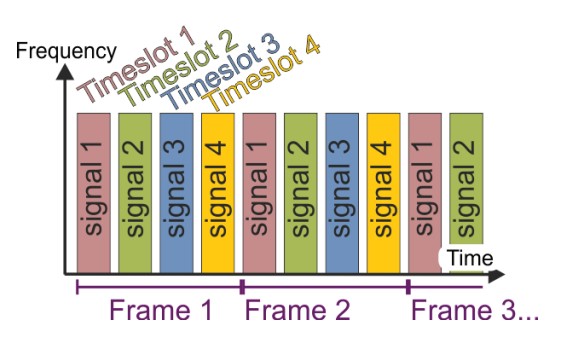 Frequency
Timeslot 1
Timeslot 2
Timeslot 3
Timeslot 4
signal 1
signal 2
signal 3
signal 4
signal 1
signal 2
signal 3
signal 4
signal 1
signal 2
Time
Frame 1
Frame 2
Frame 3...